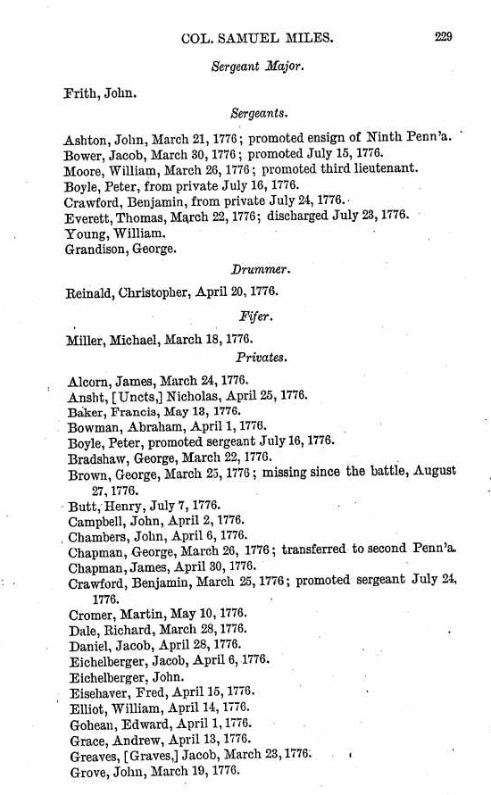 COL. SAMUEL MILES. 229
Sergeant Major.
Frith, John.
Sergeants.
Ashton, John, March 21, 1776; promoted ensign of Ninth Penn'a.
Bower, Jacob, March 30, 1776; promoted July 15, 1776.
Moore, William, March 26, 1776; promoted third lieutenant.
Boyle, Peter, from private July 16, 1776.
Crawford, Benjamin, from private July 24, 1776.
Everett, Thomas, March 22, 1776; discharged July 23, 1776.
Young, William.
Grandison, George.
Drummer.
Reinald, Christopher, April 20, 1776.
Fifer.
Miller, Michael, March 18, 1776.
Privates.
Alcorn, James, March 24, 1776.
Ansht, [Uncts,] Nicholas, April 25, 1776.
Baker, Francis, May 13, 1776.
Bowman, Abraham, April 1, 1776.
Boyle, Peter, promoted sergeant July 16, 1776.
Bradshaw, George, March 22, 1776.
Brown, George, March 25, 1776; missing since the battle, August
27, 1776.
Butt, Henry, July 7, 1776.
Campbell, John, April 2, 1776.
Chambers, John, April 6, 1776.
Chapman, George, March 26, 1776; transferred to second Penn'a.
Chapman, James, April 30, 1776.
Crawford, Benjamin, March 25, 1776; promoted sergeant July 24,
1776.
Cromer, Martin, May 10, 1776.
Dale, Richard, March 28, 1776.
Daniel, Jacob, April 28, 1776.
Eichelberger, Jacob, April 6, 1776.
Eichelberger, John.
Eisehaver, Fred, April 15, 1776.
Elliot, William, April 14, 1776.
Gohean, Edward, April 1, 1776.
Grace, Andrew, April 13, 1776.
Greaves, [Graves,] Jacob, March 23, 1776.
Grove, John, March 19, 1776.